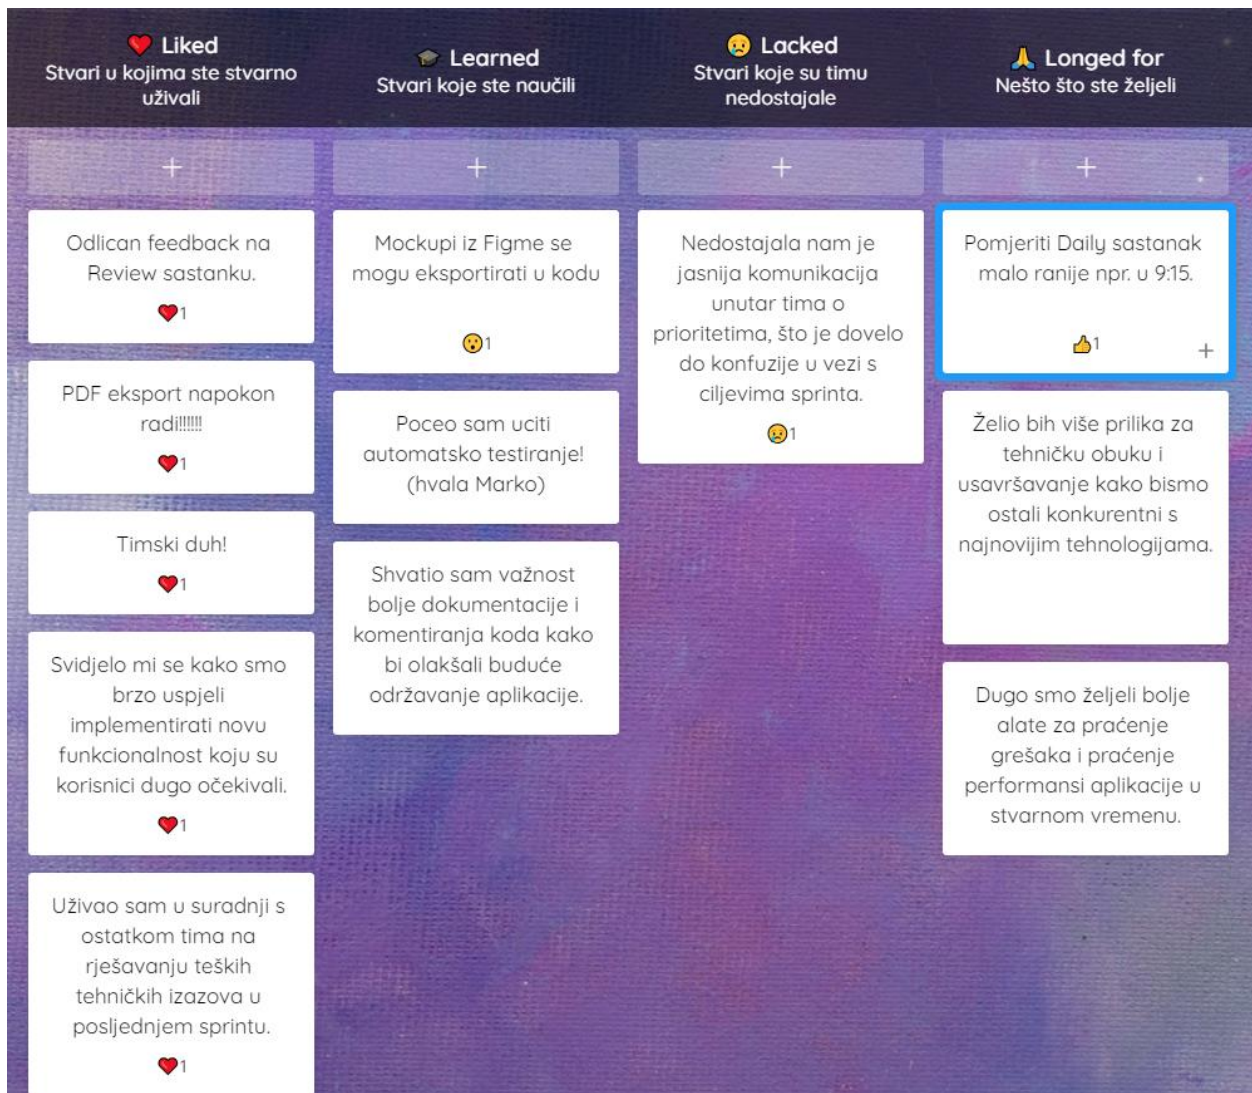 ❤️ Liked
Stvari u kojima ste stvarno
uživali
🎓 Learned
Stvari koje ste naučili
😢 Lacked
Stvari koje su timu
nedostajale
🙏 Longed for
Nešto što ste željeli
+
+
+
+
Odlican feedback na
Review sastanku.
❤️1
PDF eksport napokon
radi!!!!!!!
❤️1
Timski duh!
❤️1
Svidjelo mi se kako smo
brzo uspjeli
implementirati novu
funkcionalnost koju su
korisnici dugo očekivali.
❤️1
Uživao sam u suradnji s
ostatkom tima na
rješavanju teških
tehničkih izazova u
posljednjem sprintu.
❤️1
Mockupi iz Figme se
mogu eksportirati u kodu
😮1
Poceo sam uciti
automatsko testiranje!
(hvala Marko)
Shvatio sam važnost
bolje dokumentacije i
komentiranja koda kako
bi olakšali buduće
održavanje aplikacije.
Nedostajala nam je
jasnija komunikacija
unutar tima o
prioritetima, što je dovelo
do konfuzije u vezi s
ciljevima sprinta.
😢1
Pomjeriti Daily sastanak
malo ranije npr. u 9:15.
👍1
+
Želio bih više prilika za
tehničku obuku i
usavršavanje kako bismo
ostali konkurentni s
najnovijim tehnologijama.
Dugo smo željeli bolje
alate za praćenje
grešaka i praćenje
performansi aplikacije u
stvarnom vremenu.